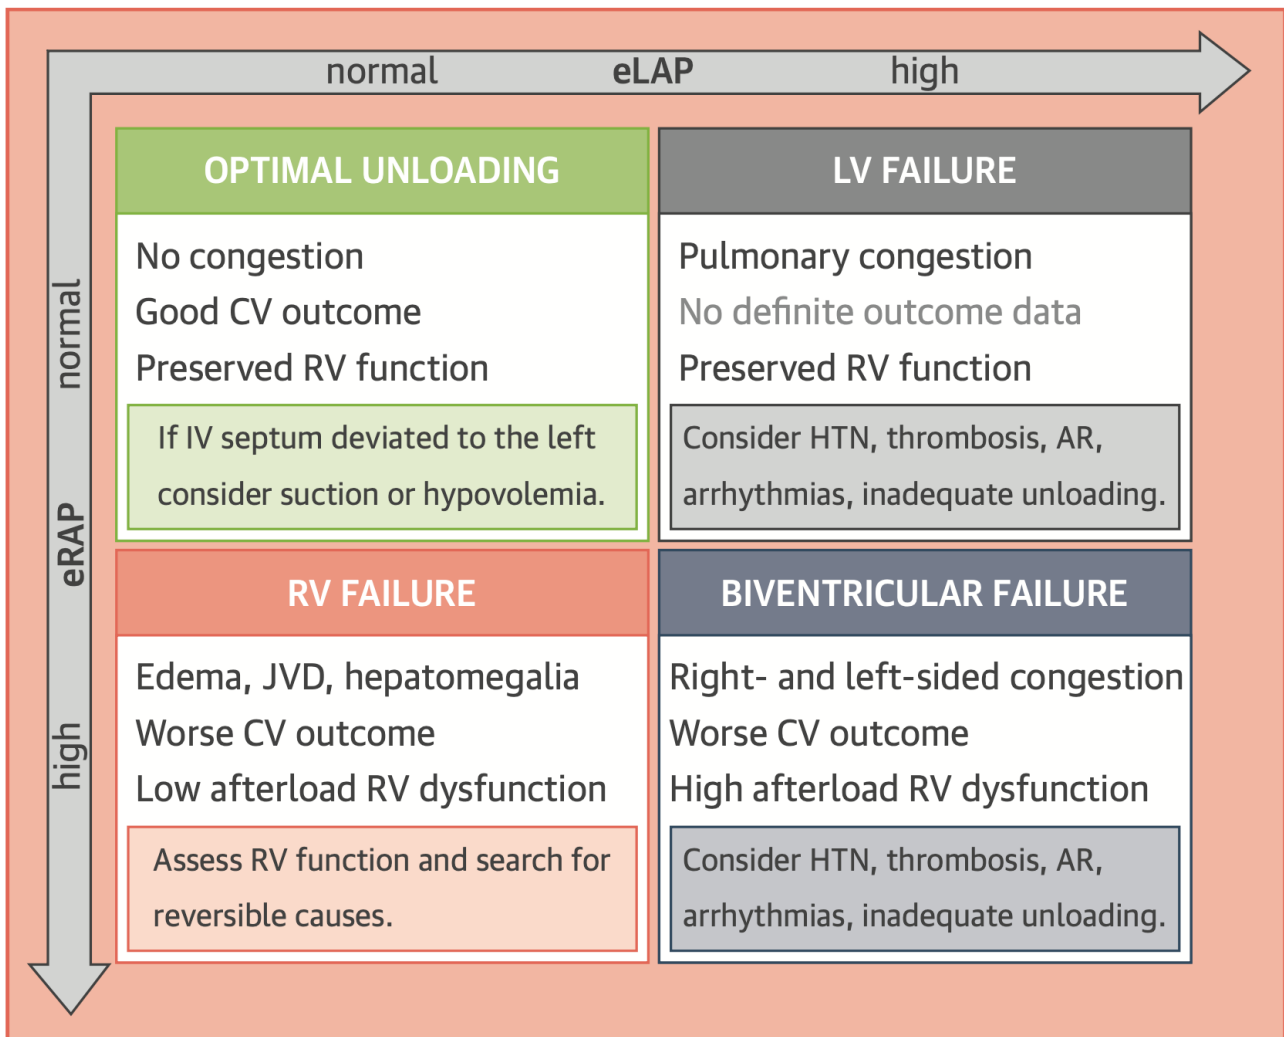 normal eLAP high
normal
eRAP
high
OPTIMAL UNLOADING
No congestion
Good CV outcome
Preserved RV function
If IV septum deviated to the left
consider suction or hypovolemia.
LV FAILURE
Pulmonary congestion
No definite outcome data
Preserved RV function
Consider HTN, thrombosis, AR,
arrhythmias, inadequate unloading.
RV FAILURE
Edema, JVD, hepatomegalia
Worse CV outcome
Low afterload RV dysfunction
Assess RV function and search for
reversible causes.
BIVENTRICULAR FAILURE
Right- and left-sided congestion
Worse CV outcome
High afterload RV dysfunction
Consider HTN, thrombosis, AR,
arrhythmias, inadequate unloading.